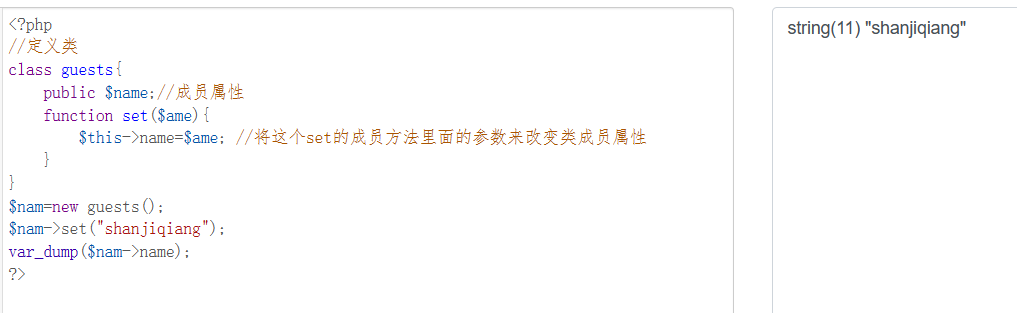 <?php
//定义类
class guests{
    public $name;//成员属性
    function set($ame){
        $this->name=$ame; //将这个set的成员方法里面的参数来改变类成员属性
    }
}
$nam=new guests();
$nam->set("shanjiqiang");
var_dump($nam->name);
?>
string(11) "shanjiqiang"